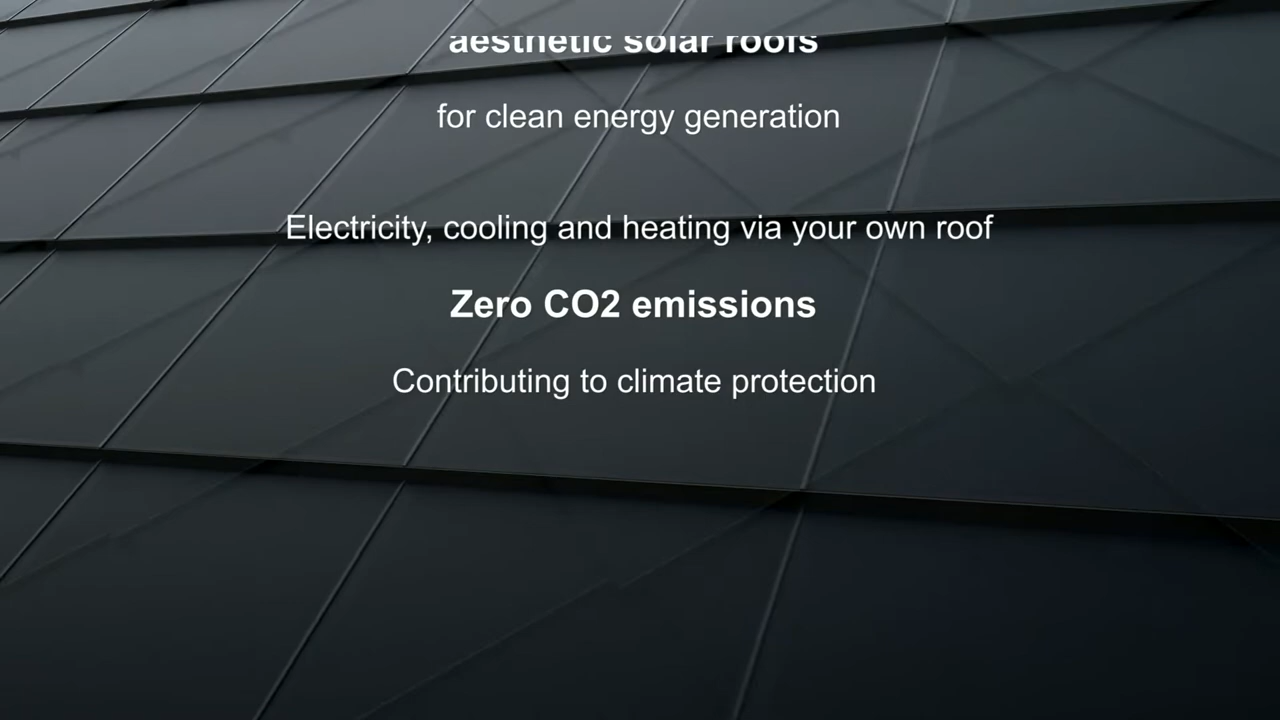 aesthetic solar roofs
for clean energy generation
Electricity, cooling and heating via your own roof
Zero CO2 emissions
Contributing to climate protection